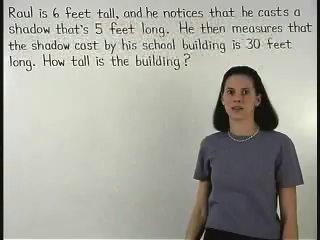 Raul is 6 feet tall, and he notices that he casts a
shadow that's 5 feet long. He then measures that
the shadow cast by his school building is 30 feet
long. How tall is the building?